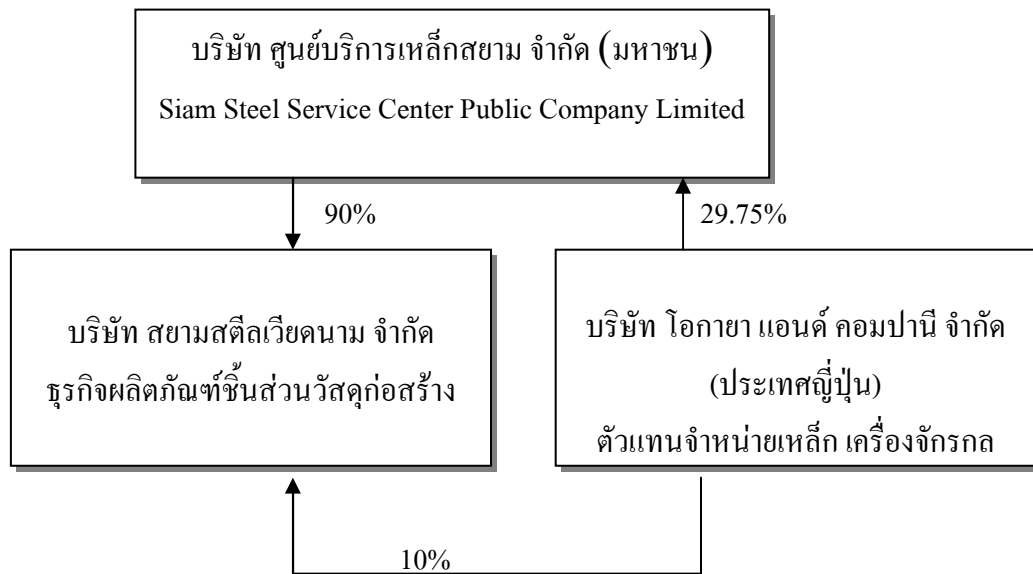 บริษัท ศูนย์บริการเหล็กสยาม จำกัด (มหาชน)
Siam Steel Service Center Public Company Limited
90%
29.75%
บริษัท สยามสตีลเวียดนาม จำกัด
ธุรกิจผลิตภัณฑ์ชิ้นส่วนวัสดุก่อสร้าง
บริษัท โอกายา แอนด์ คอมปานี จำกัด
(ประเทศญี่ปุ่น)
ตัวแทนจำหน่ายเหล็ก เครื่องจักรกล
10%